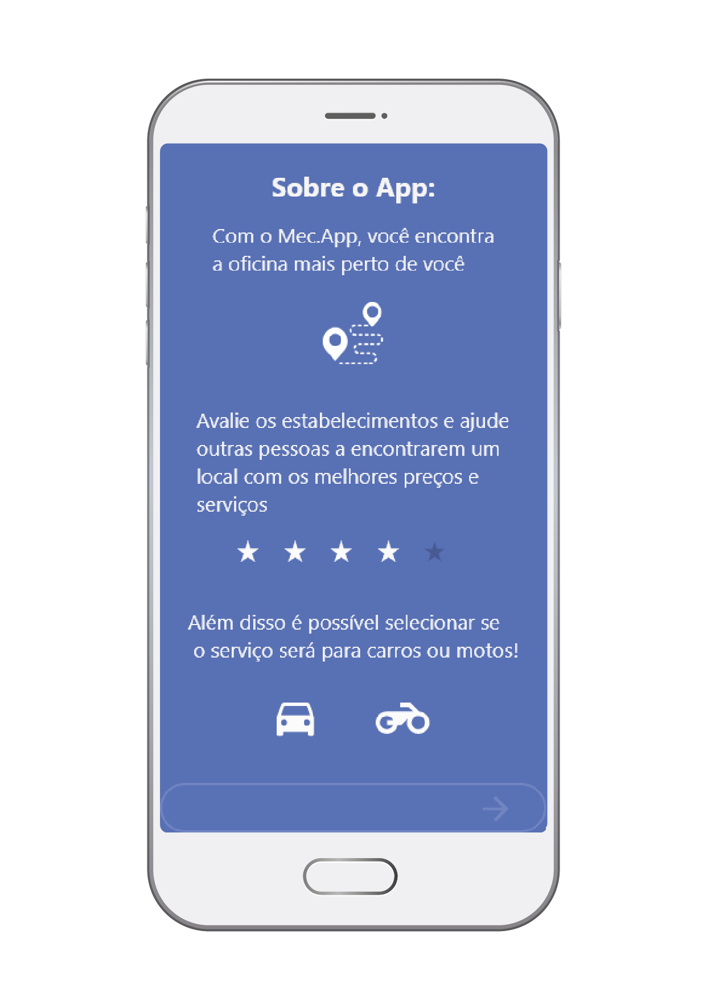 Sobre o App:
Com o Mec.App, você encontra
a oficina mais perto de você
Avalie os estabelecimentos e ajude
outras pessoas a encontrarem um
local com os melhores preços e
serviços
Além disso é possível selecionar se
o serviço será para carros ou motos!